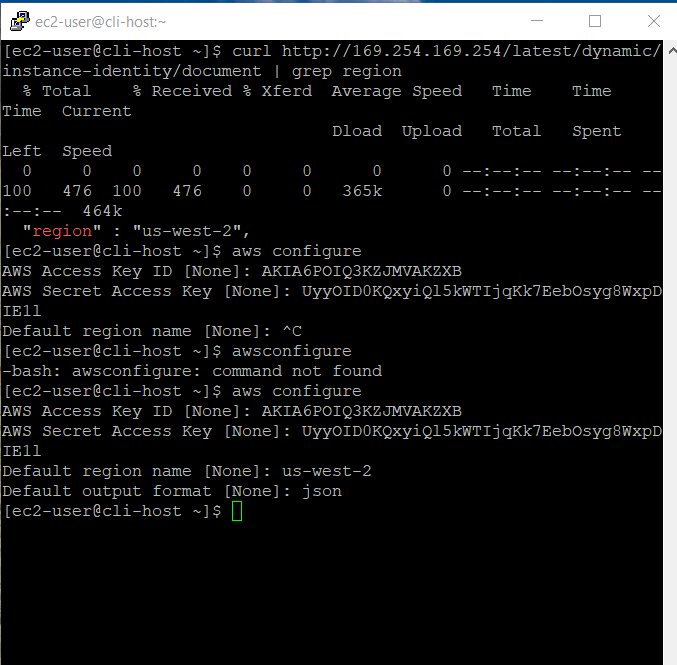 ec2-user@cli-host:~
[ec2-user@cli-host ~]$ curl http://169.254.169.254/latest/dynamic/
instance-identity/document | grep region
% Total % Received % Xferd Average Speed Time Time
Time Current
Dload Upload Total Spent
Left Speed
0 0 0 0 0 0 0 0 --:--:-- --:--:-- --
100 476 100 476 0 0 365k 0 --:--:-- --:--:-- --
:--:-- 464k
"region" : "us-west-2",
[ec2-user@cli-host ~]$ aws configure
AWS Access Key ID [None]: AKIA6POIQ3KZJMVAKZXB
AWS Secret Access Key [None]: UyyOID0KQxyiQl5kWTIjqKk7EebOsyg8WxpD
IE1l
Default region name [None]: ^C
[ec2-user@cli-host ~]$ awsconfigure
-bash: awsconfigure: command not found
[ec2-user@cli-host ~]$ aws configure
AWS Access Key ID [None]: AKIA6POIQ3KZJMVAKZXB
AWS Secret Access Key [None]: UyyOID0KQxyiQl5kWTIjqKk7EebOsyg8WxpD
IE1l
Default region name [None]: us-west-2
Default output format [None]: json
[ec2-user@cli-host ~]$